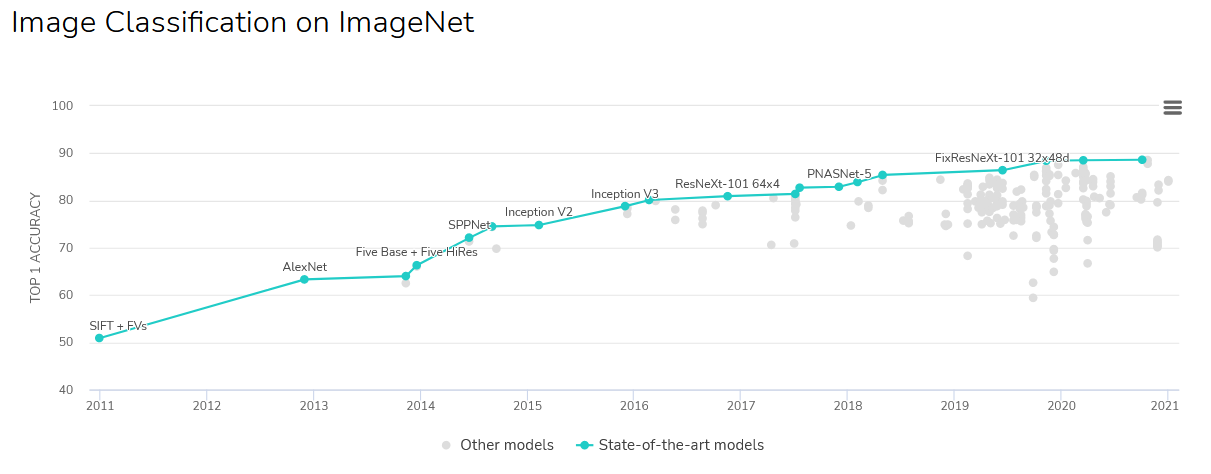 Image Classification on ImageNet
100
90
80
70
60
50
40
TOP 1 ACCURACY
SIFT + FVs
AlexNet
Five Base + Five HiRes
SPPNet
Inception V2
Inception V3
ResNeXt-101 64x4
PNASNet-5
FixResNeXt-101 32x48d
2011 2012 2013 2014 2015 2016 2017 2018 2019 2020 2021
Other models State-of-the-art models